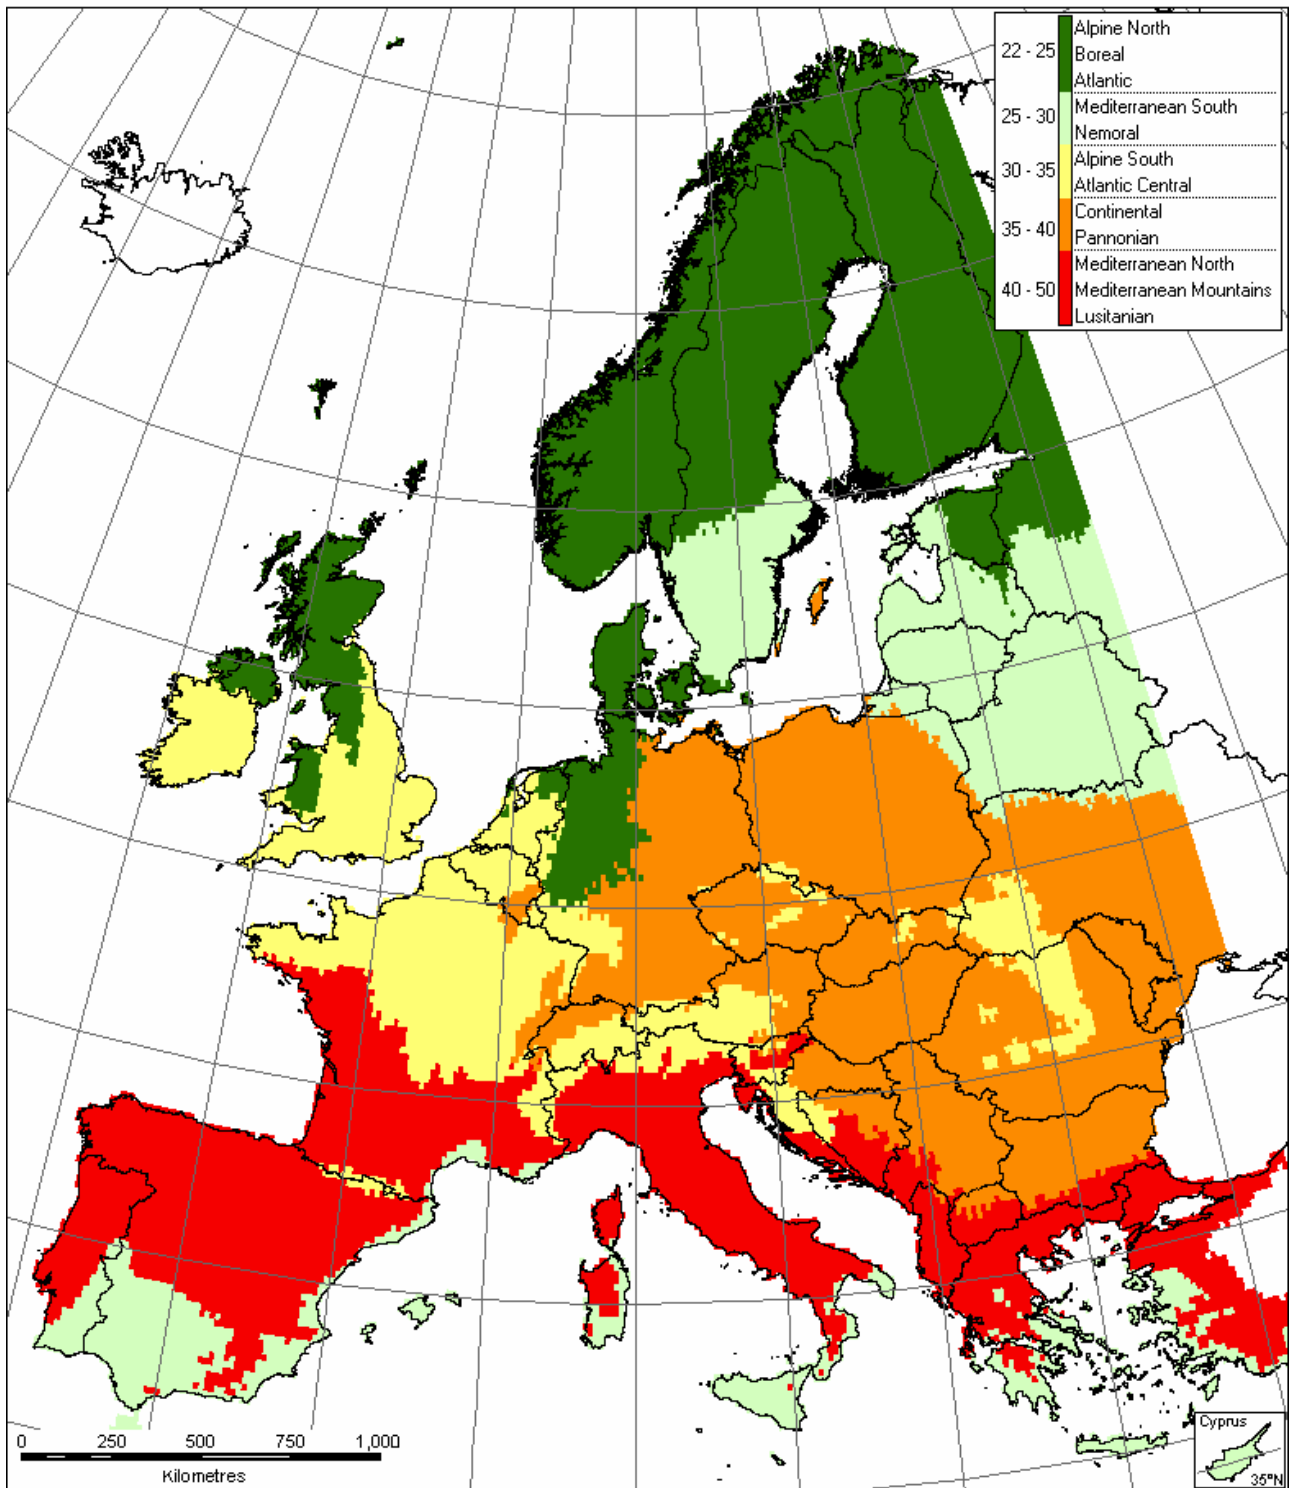 22 - 25
Alpine North
Boreal
Atlantic
25 - 30
Mediterranean South
Nemoral
30 - 35
Alpine South
Atlantic Central
35 - 40
Continental
Pannonian
40 - 50
Mediterranean North
Mediterranean Mountains
Lusitanian
0 250 500 750 1,000
Kilometres
Cyprus
35°N